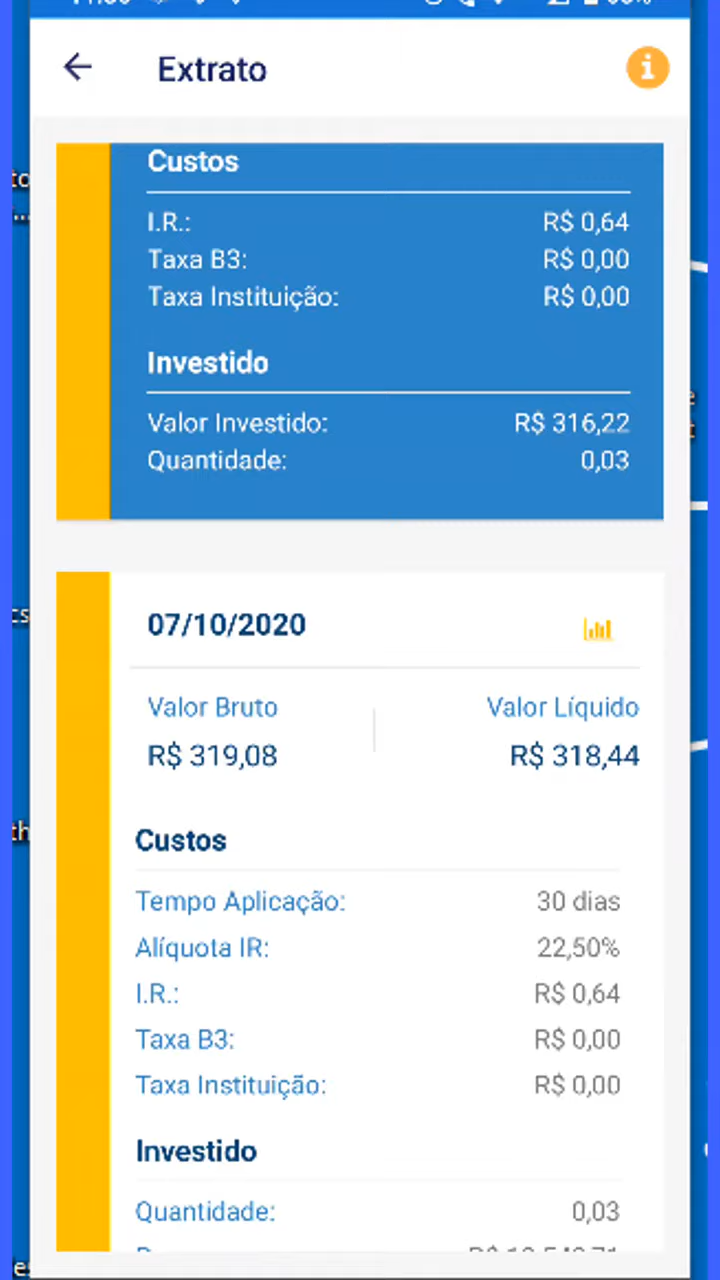 Extrato
Custos
I.R.: R$ 0,64
Taxa B3: R$ 0,00
Taxa Instituição: R$ 0,00
Investido
Valor Investido: R$ 316,22
Quantidade: 0,03
07/10/2020
Valor Bruto Valor Líquido
R$ 319,08 R$ 318,44
Custos
Tempo Aplicação: 30 dias
Alíquota IR: 22,50%
I.R.: R$ 0,64
Taxa B3: R$ 0,00
Taxa Instituição: R$ 0,00
Investido
Quantidade: 0,03